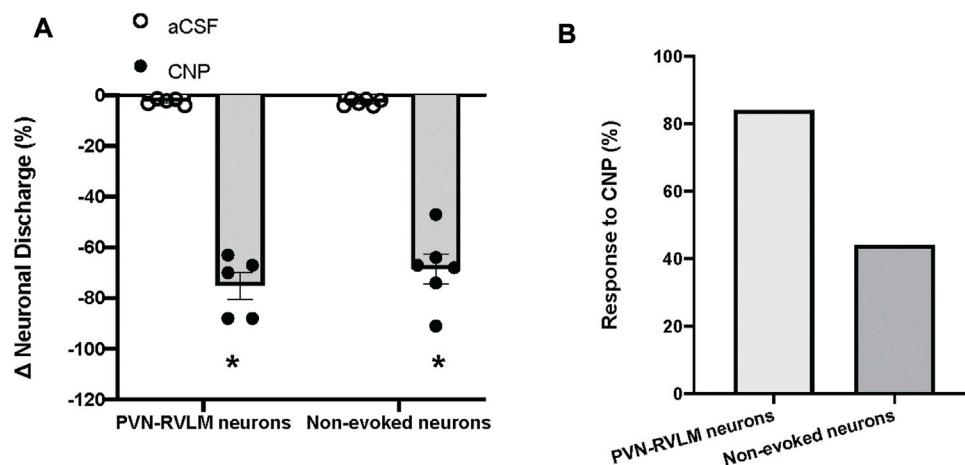 A
aCSF
CNP
Δ Neuronal Discharge (%)
0
-20
-40
-60
-80
-100
-120
*
*
PVN-RVLM neurons
Non-evoked neurons
B
Response to CNP (%)
100
80
60
40
20
0
PVN-RVLM neurons
Non-evoked neurons